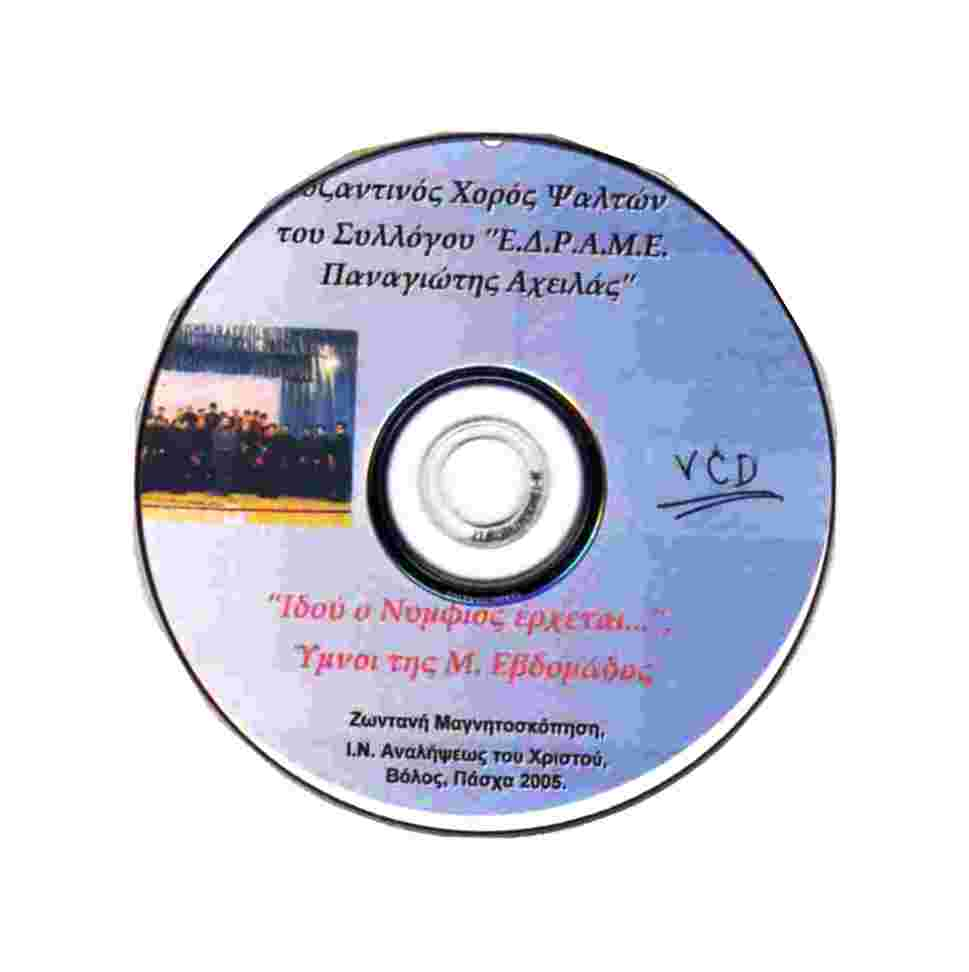 Βυζαντινός Χορός Ψαλτών
του Συλλόγου "Ε.Δ.Ρ.Α.Μ.Ε.
Παναγιώτης Αχειλάς"
VCD
"Ιδού ο Νυμφίος έρχεται...",
Ύμνοι της Μ. Εβδομάδος
Ζωντανή Μαγνητοσκόπηση,
Ι.Ν. Αναλήψεως του Χριστού,
Βόλος, Πάσχα 2005.